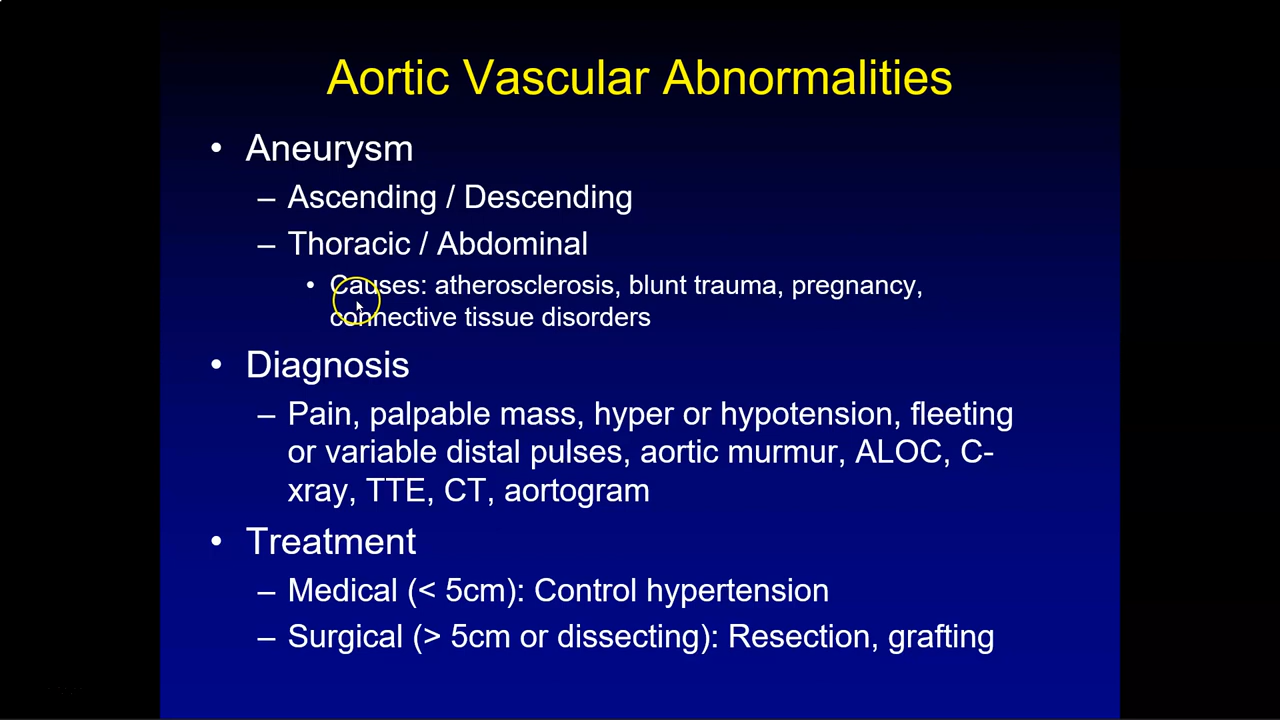 Aortic Vascular Abnormalities
• Aneurysm
– Ascending / Descending
– Thoracic / Abdominal
• Causes: atherosclerosis, blunt trauma, pregnancy,
connective tissue disorders
• Diagnosis
– Pain, palpable mass, hyper or hypotension, fleeting
or variable distal pulses, aortic murmur, ALOC, C-
xray, TTE, CT, aortogram
• Treatment
– Medical (< 5cm): Control hypertension
– Surgical (> 5cm or dissecting): Resection, grafting